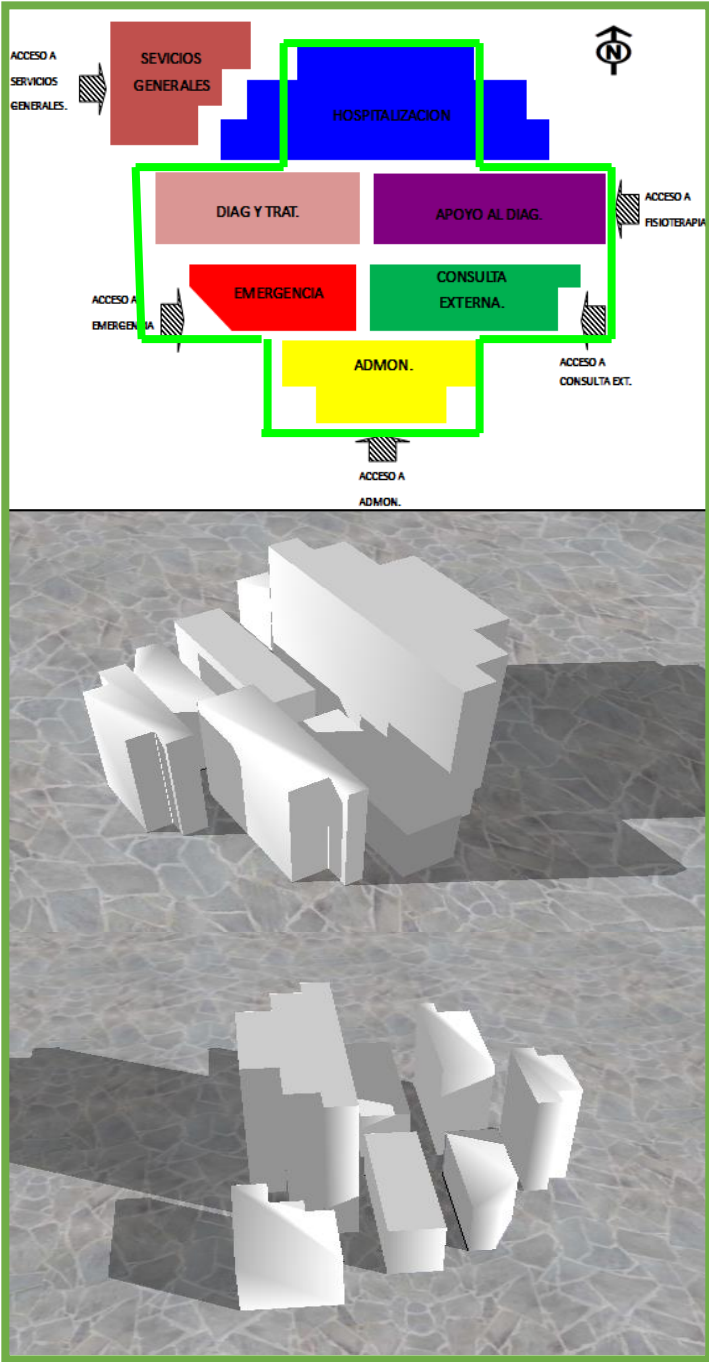 N
ACCESO A
SERVICIOS
GENERALES.
SEVICIOS
GENERALES
HOSPITALIZACION
DIAG Y TRAT.
APOYO AL DIAG.
ACCESO A
FISIOTERAPIA
EMERGENCIA
CONSULTA
EXTERNA.
ACCESO A
EMERGENCIA
ADMON.
ACCESO A
CONSULTA EXT.
ACCESO A
ADMON.